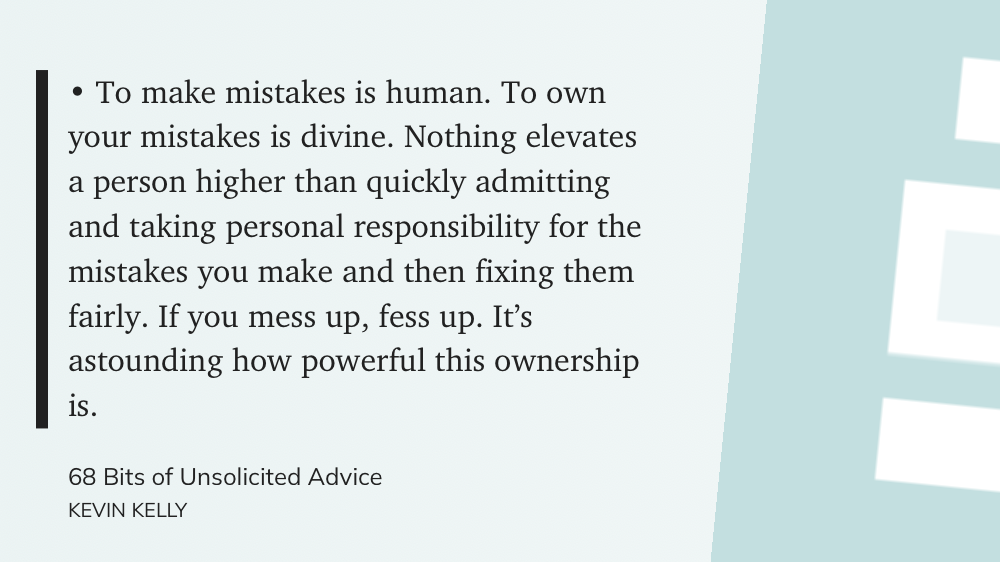 • To make mistakes is human. To own
your mistakes is divine. Nothing elevates
a person higher than quickly admitting
and taking personal responsibility for the
mistakes you make and then fixing them
fairly. If you mess up, fess up. It’s
astounding how powerful this ownership
is.
68 Bits of Unsolicited Advice
KEVIN KELLY